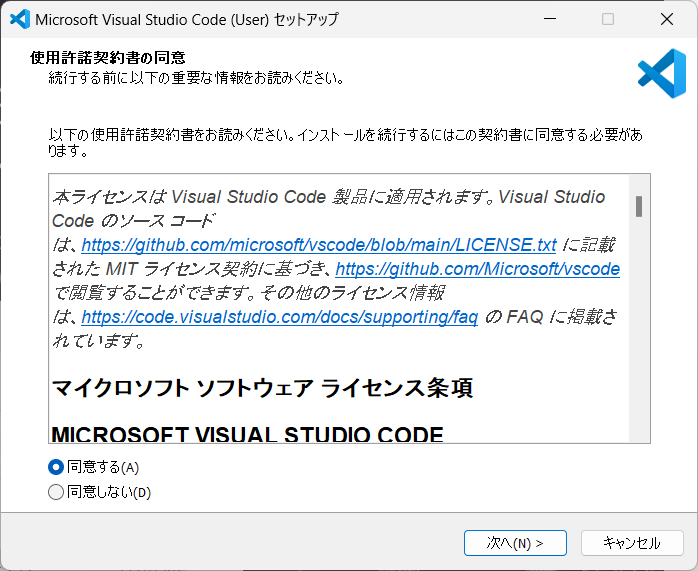 Microsoft Visual Studio Code (User) セットアップ
使用許諾契約書の同意
続行する前に以下の重要な情報をお読みください。
以下の使用許諾契約書をお読みください。インストールを続行するにはこの契約書に同意する必要があ
ります。
本ライセンスは Visual Studio Code 製品に適用されます。Visual Studio
Code のソース コード
は、https://github.com/microsoft/vscode/blob/main/LICENSE.txt に記載
された MIT ライセンス契約に基づき、https://github.com/Microsoft/vscode
で閲覧することができます。その他のライセンス情報
は、https://code.visualstudio.com/docs/supporting/faq の FAQ に掲載さ
れています。
マイクロソフト ソフトウェア ライセンス条項
MICROSOFT VISUAL STUDIO CODE
同意する(A)
同意しない(D)
次へ(N) >
キャンセル